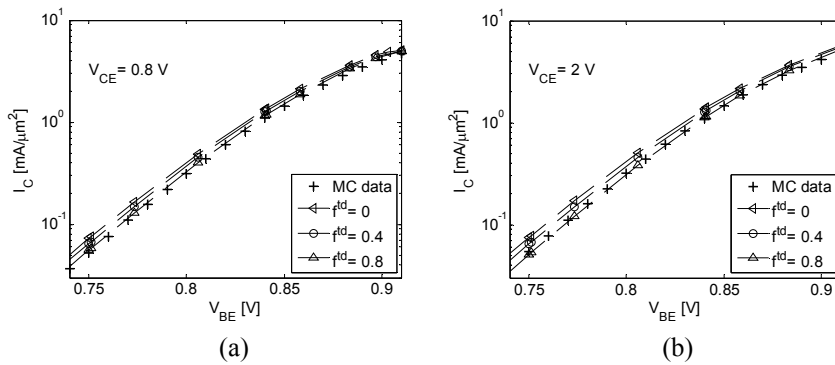 10^1
10^0
10^-1
I_C [mA/μm^2]
V_CE = 0.8 V
+ MC data
f^td = 0
f^td = 0.4
f^td = 0.8
0.75 0.8 0.85 0.9
V_BE [V]
(a)
10^1
10^0
10^-1
I_C [mA/μm^2]
V_CE = 2 V
+ MC data
f^td = 0
f^td = 0.4
f^td = 0.8
0.75 0.8 0.85 0.9
V_BE [V]
(b)